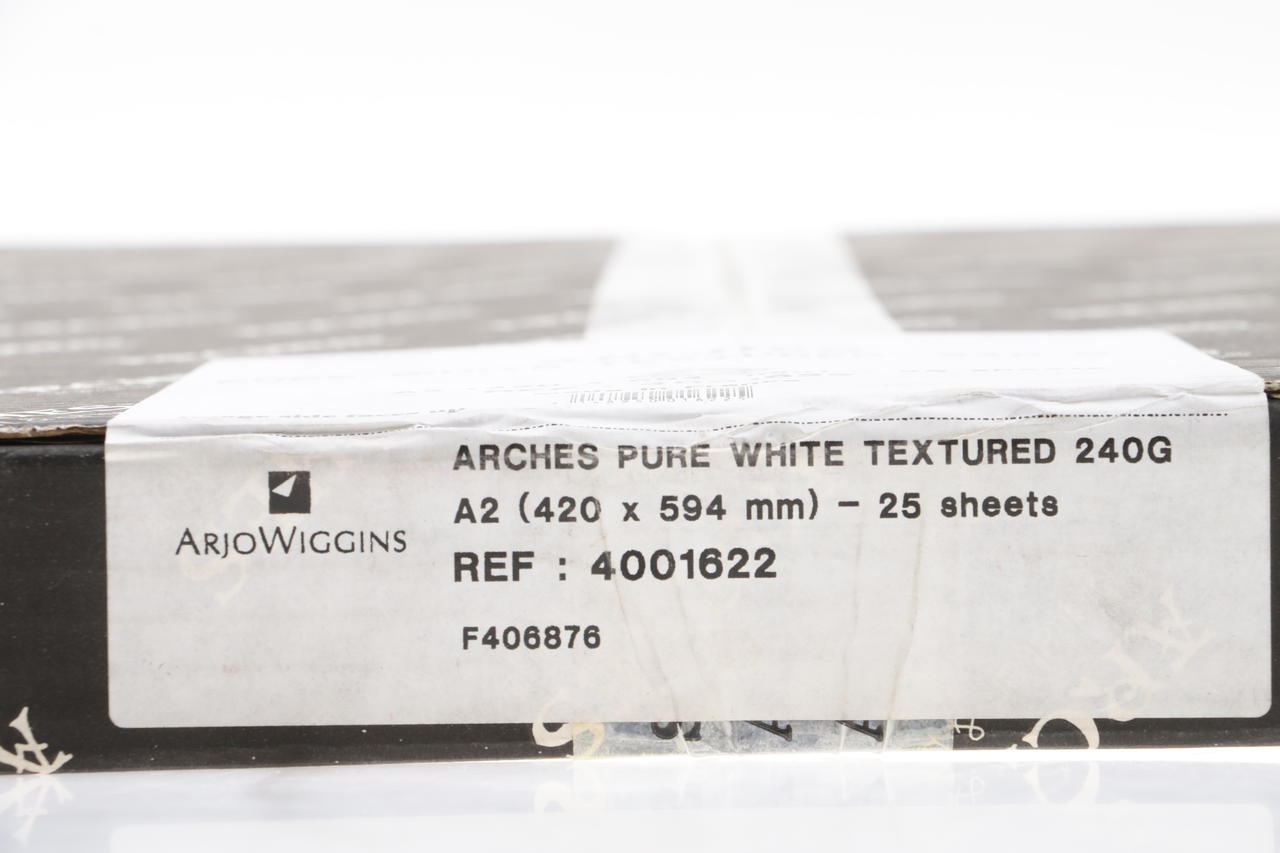 ARCHES PURE WHITE TEXTURED 240G
A2 (420 x 594 mm) – 25 sheets
ARJOWIGGINS
REF : 4001622
F406876